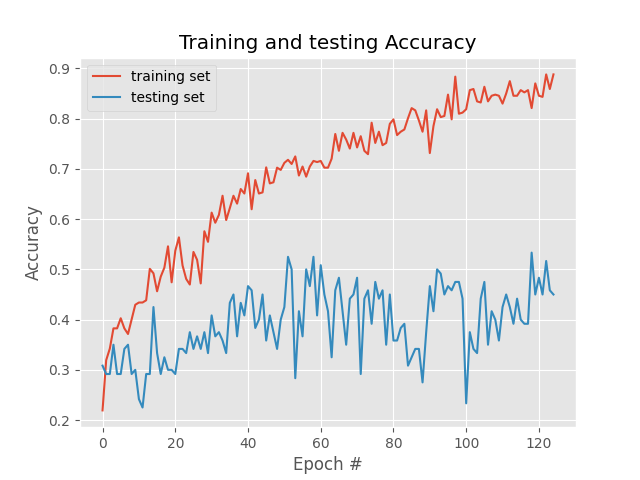 Training and testing Accuracy
training set
testing set
Accuracy
0.9
0.8
0.7
0.6
0.5
0.4
0.3
0.2
0 20 40 60 80 100 120
Epoch #